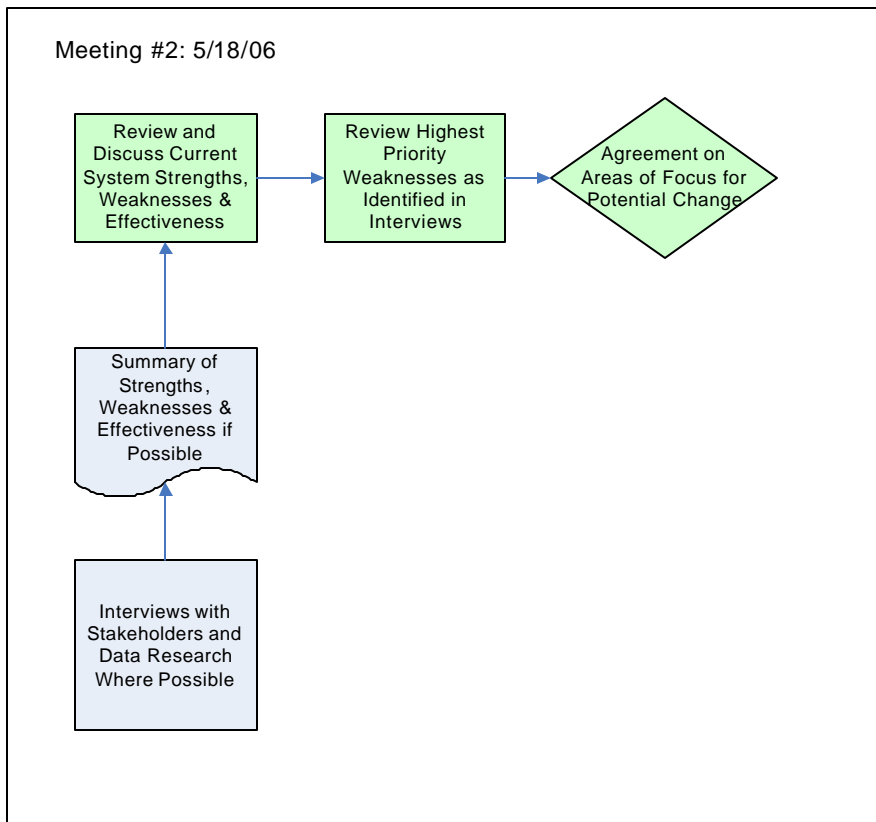 Meeting #2: 5/18/06
Review and
Discuss Current
System Strengths,
Weaknesses &
Effectiveness
Review Highest
Priority
Weaknesses as
Identified in
Interviews
Agreement on
Areas of Focus for
Potential Change
Summary of
Strengths,
Weaknesses &
Effectiveness if
Possible
Interviews with
Stakeholders and
Data Research
Where Possible